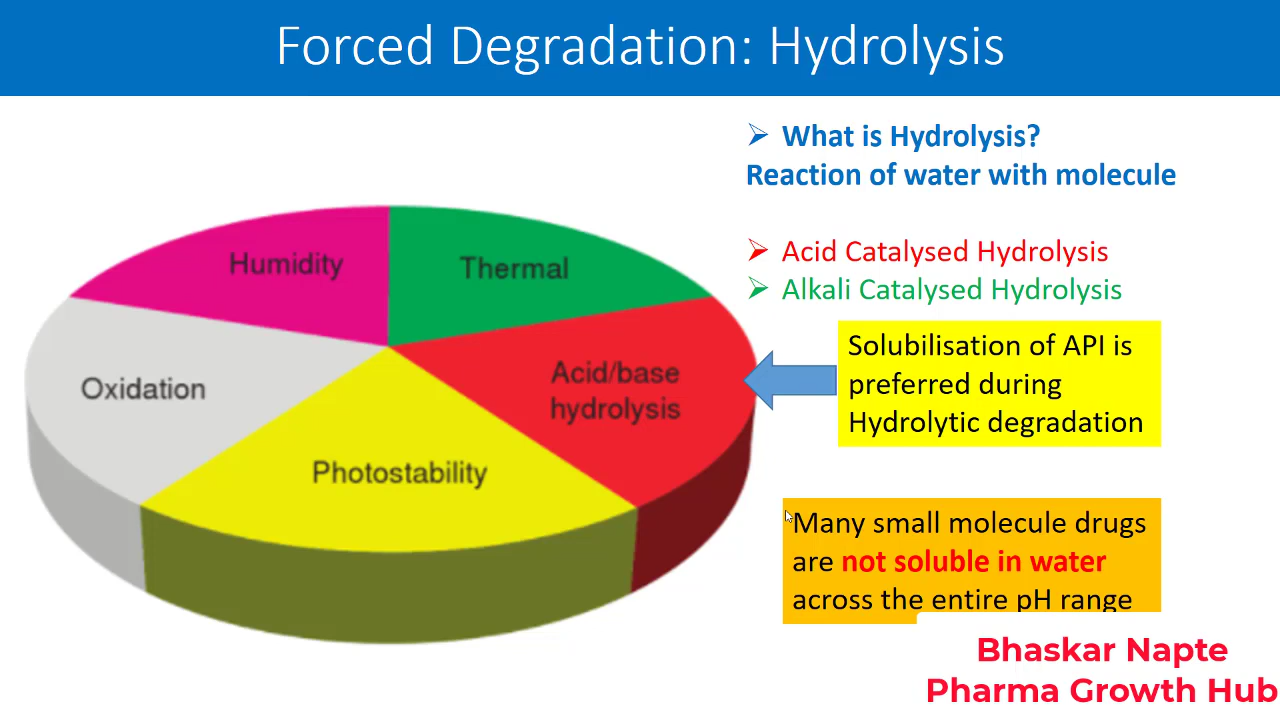 Forced Degradation: Hydrolysis
What is Hydrolysis?
Reaction of water with molecule
Acid Catalysed Hydrolysis
Alkali Catalysed Hydrolysis
Humidity
Thermal
Oxidation
Acid/base
hydrolysis
Photostability
Solubilisation of API is
preferred during
Hydrolytic degradation
Many small molecule drugs
are not soluble in water
across the entire pH range
Bhaskar Napte
Pharma Growth Hub